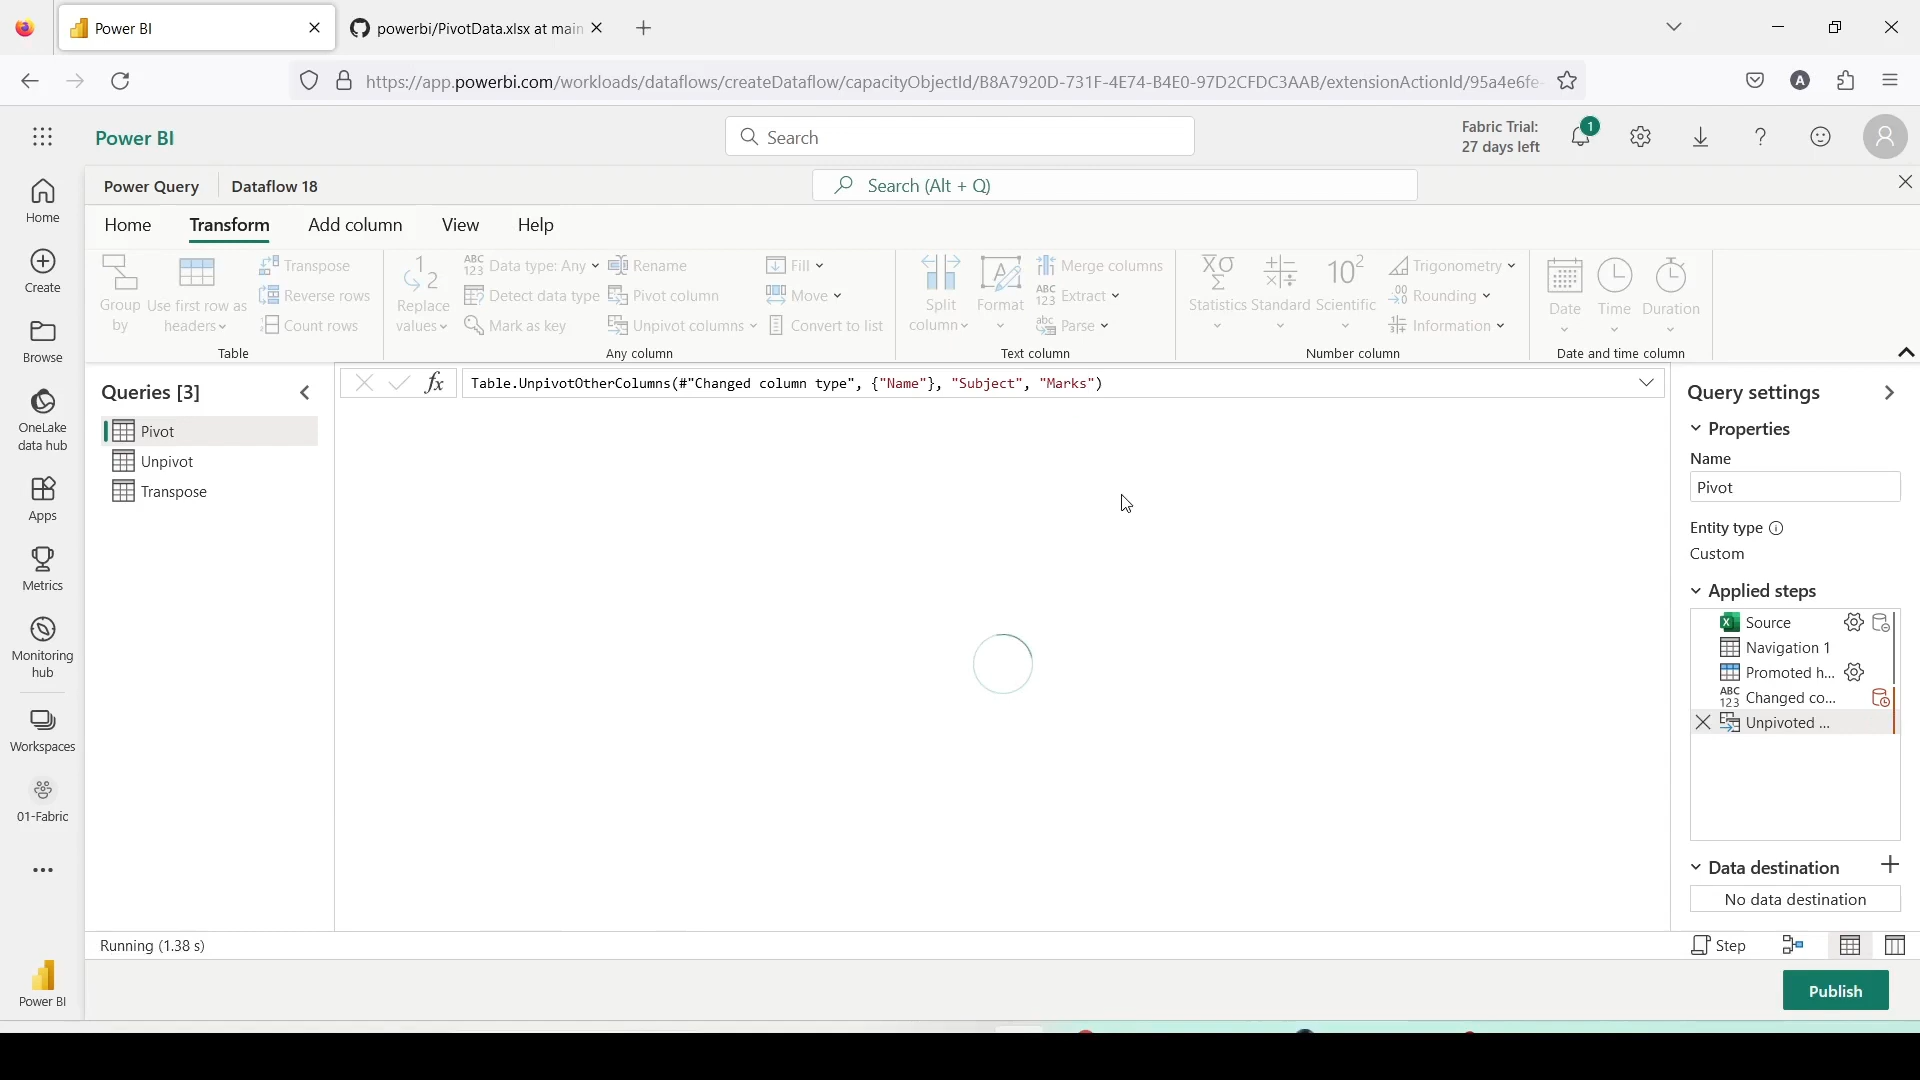 Power BI
powerbi/PivotData.xlsx at main
https://app.powerbi.com/workloads/dataflows/createDataflow/capacityObjectId/B8A7920D-731F-4E74-B4E0-97D2CFDC3AAB/extensionActionId/95a4e6fe-
A
Power BI
Search
Fabric Trial:
27 days left
1
Home
Create
Browse
OneLake
data hub
Apps
Metrics
Monitoring
hub
Workspaces
01-Fabric
Power BI
Power Query
Dataflow 18
Search (Alt + Q)
Home
Transform
Add column
View
Help
Group
by
Use first row as
headers
Transpose
Reverse rows
Count rows
Table
Replace
values
Data type: Any
Detect data type
Mark as key
Rename
Pivot column
Unpivot columns
Fill
Move
Convert to list
Any column
Split
column
Format
Merge columns
Extract
Parse
Text column
Statistics
Standard
Scientific
Trigonometry
Rounding
Information
Number column
Date
Time
Duration
Date and time column
Queries [3]
Pivot
Unpivot
Transpose
fx
Table.UnpivotOtherColumns(#"Changed column type", {"Name"}, "Subject", "Marks")
Query settings
Properties
Name
Pivot
Entity type
Custom
Applied steps
Source
Navigation 1
Promoted h...
Changed co...
Unpivoted ...
Data destination
No data destination
Running (1.38 s)
Step
Publish